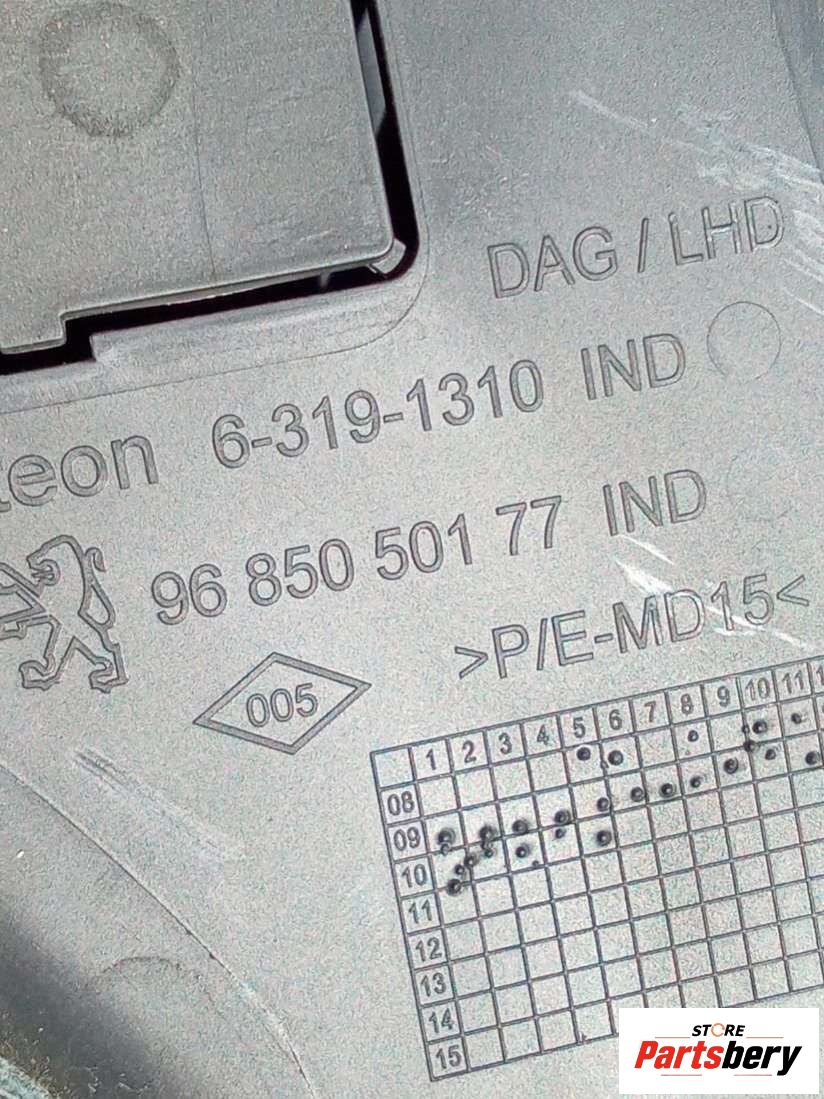 DAG / LHD
6-319-1310 IND
96 850 501 77 IND
>P/E-MD15<
005
1 2 3 4 5 6 7 8 9 10 11
08
09
10
11
12
13
14
15
STORE
Partsbery